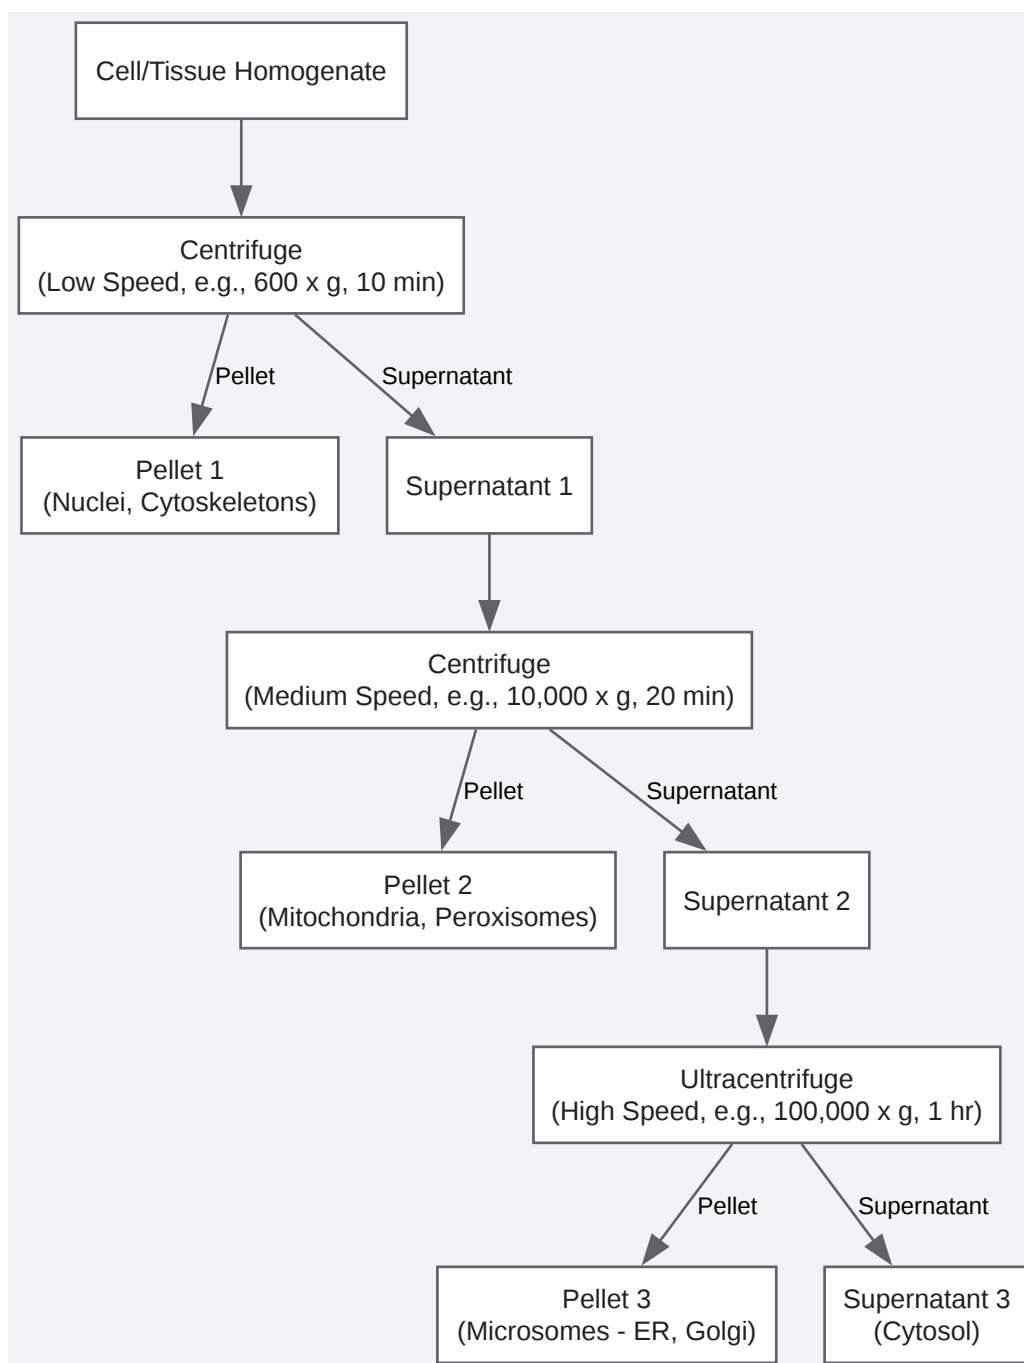 Cell/Tissue Homogenate
Centrifuge
(Low Speed, e.g., 600 x g, 10 min)
Pellet
Supernatant
Pellet 1
(Nuclei, Cytoskeletons)
Supernatant 1
Centrifuge
(Medium Speed, e.g., 10,000 x g, 20 min)
Pellet
Supernatant
Pellet 2
(Mitochondria, Peroxisomes)
Supernatant 2
Ultracentrifuge
(High Speed, e.g., 100,000 x g, 1 hr)
Pellet
Supernatant
Pellet 3
(Microsomes - ER, Golgi)
Supernatant 3
(Cytosol)